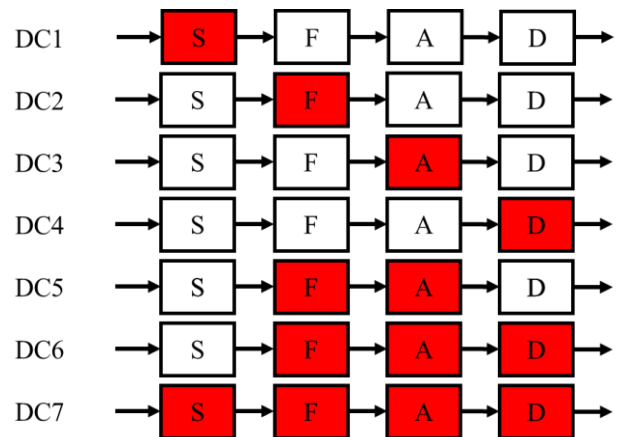 DC1 S F A D
DC2 S F A D
DC3 S F A D
DC4 S F A D
DC5 S F A D
DC6 S F A D
DC7 S F A D